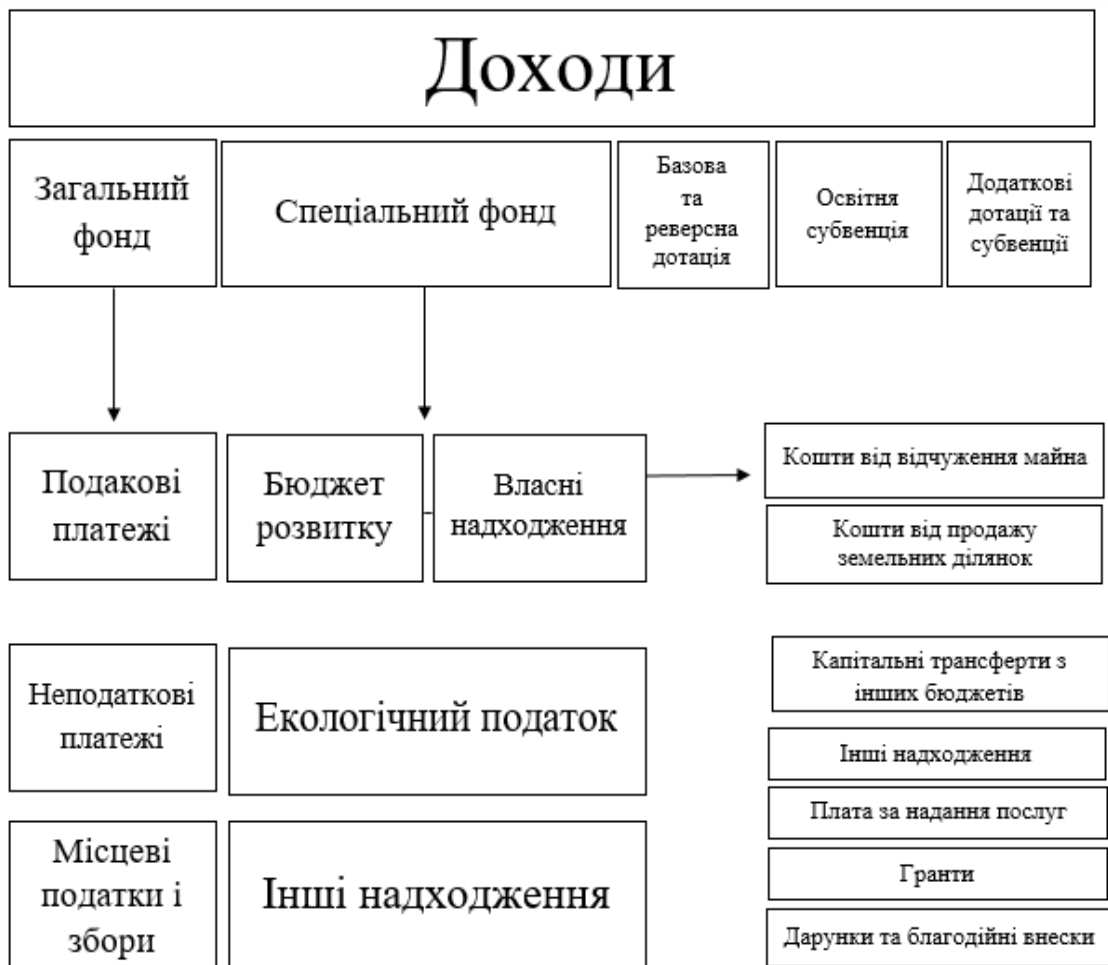 Доходи
Загальний
фонд
Спеціальний фонд
Базова
та
реверсна
дотація
Освітня
субвенція
Додаткові
дотації та
субвенції
Подакові
платежі
Бюджет
розвитку
Власні
надходження
Кошти від відчуження майна
Кошти від продажу
земельних ділянок
Неподаткові
платежі
Екологічний податок
Капітальні трансферти з
інших бюджетів
Інші надходження
Плата за надання послуг
Місцеві
податки і
збори
Інші надходження
Гранти
Дарунки та благодійні внески